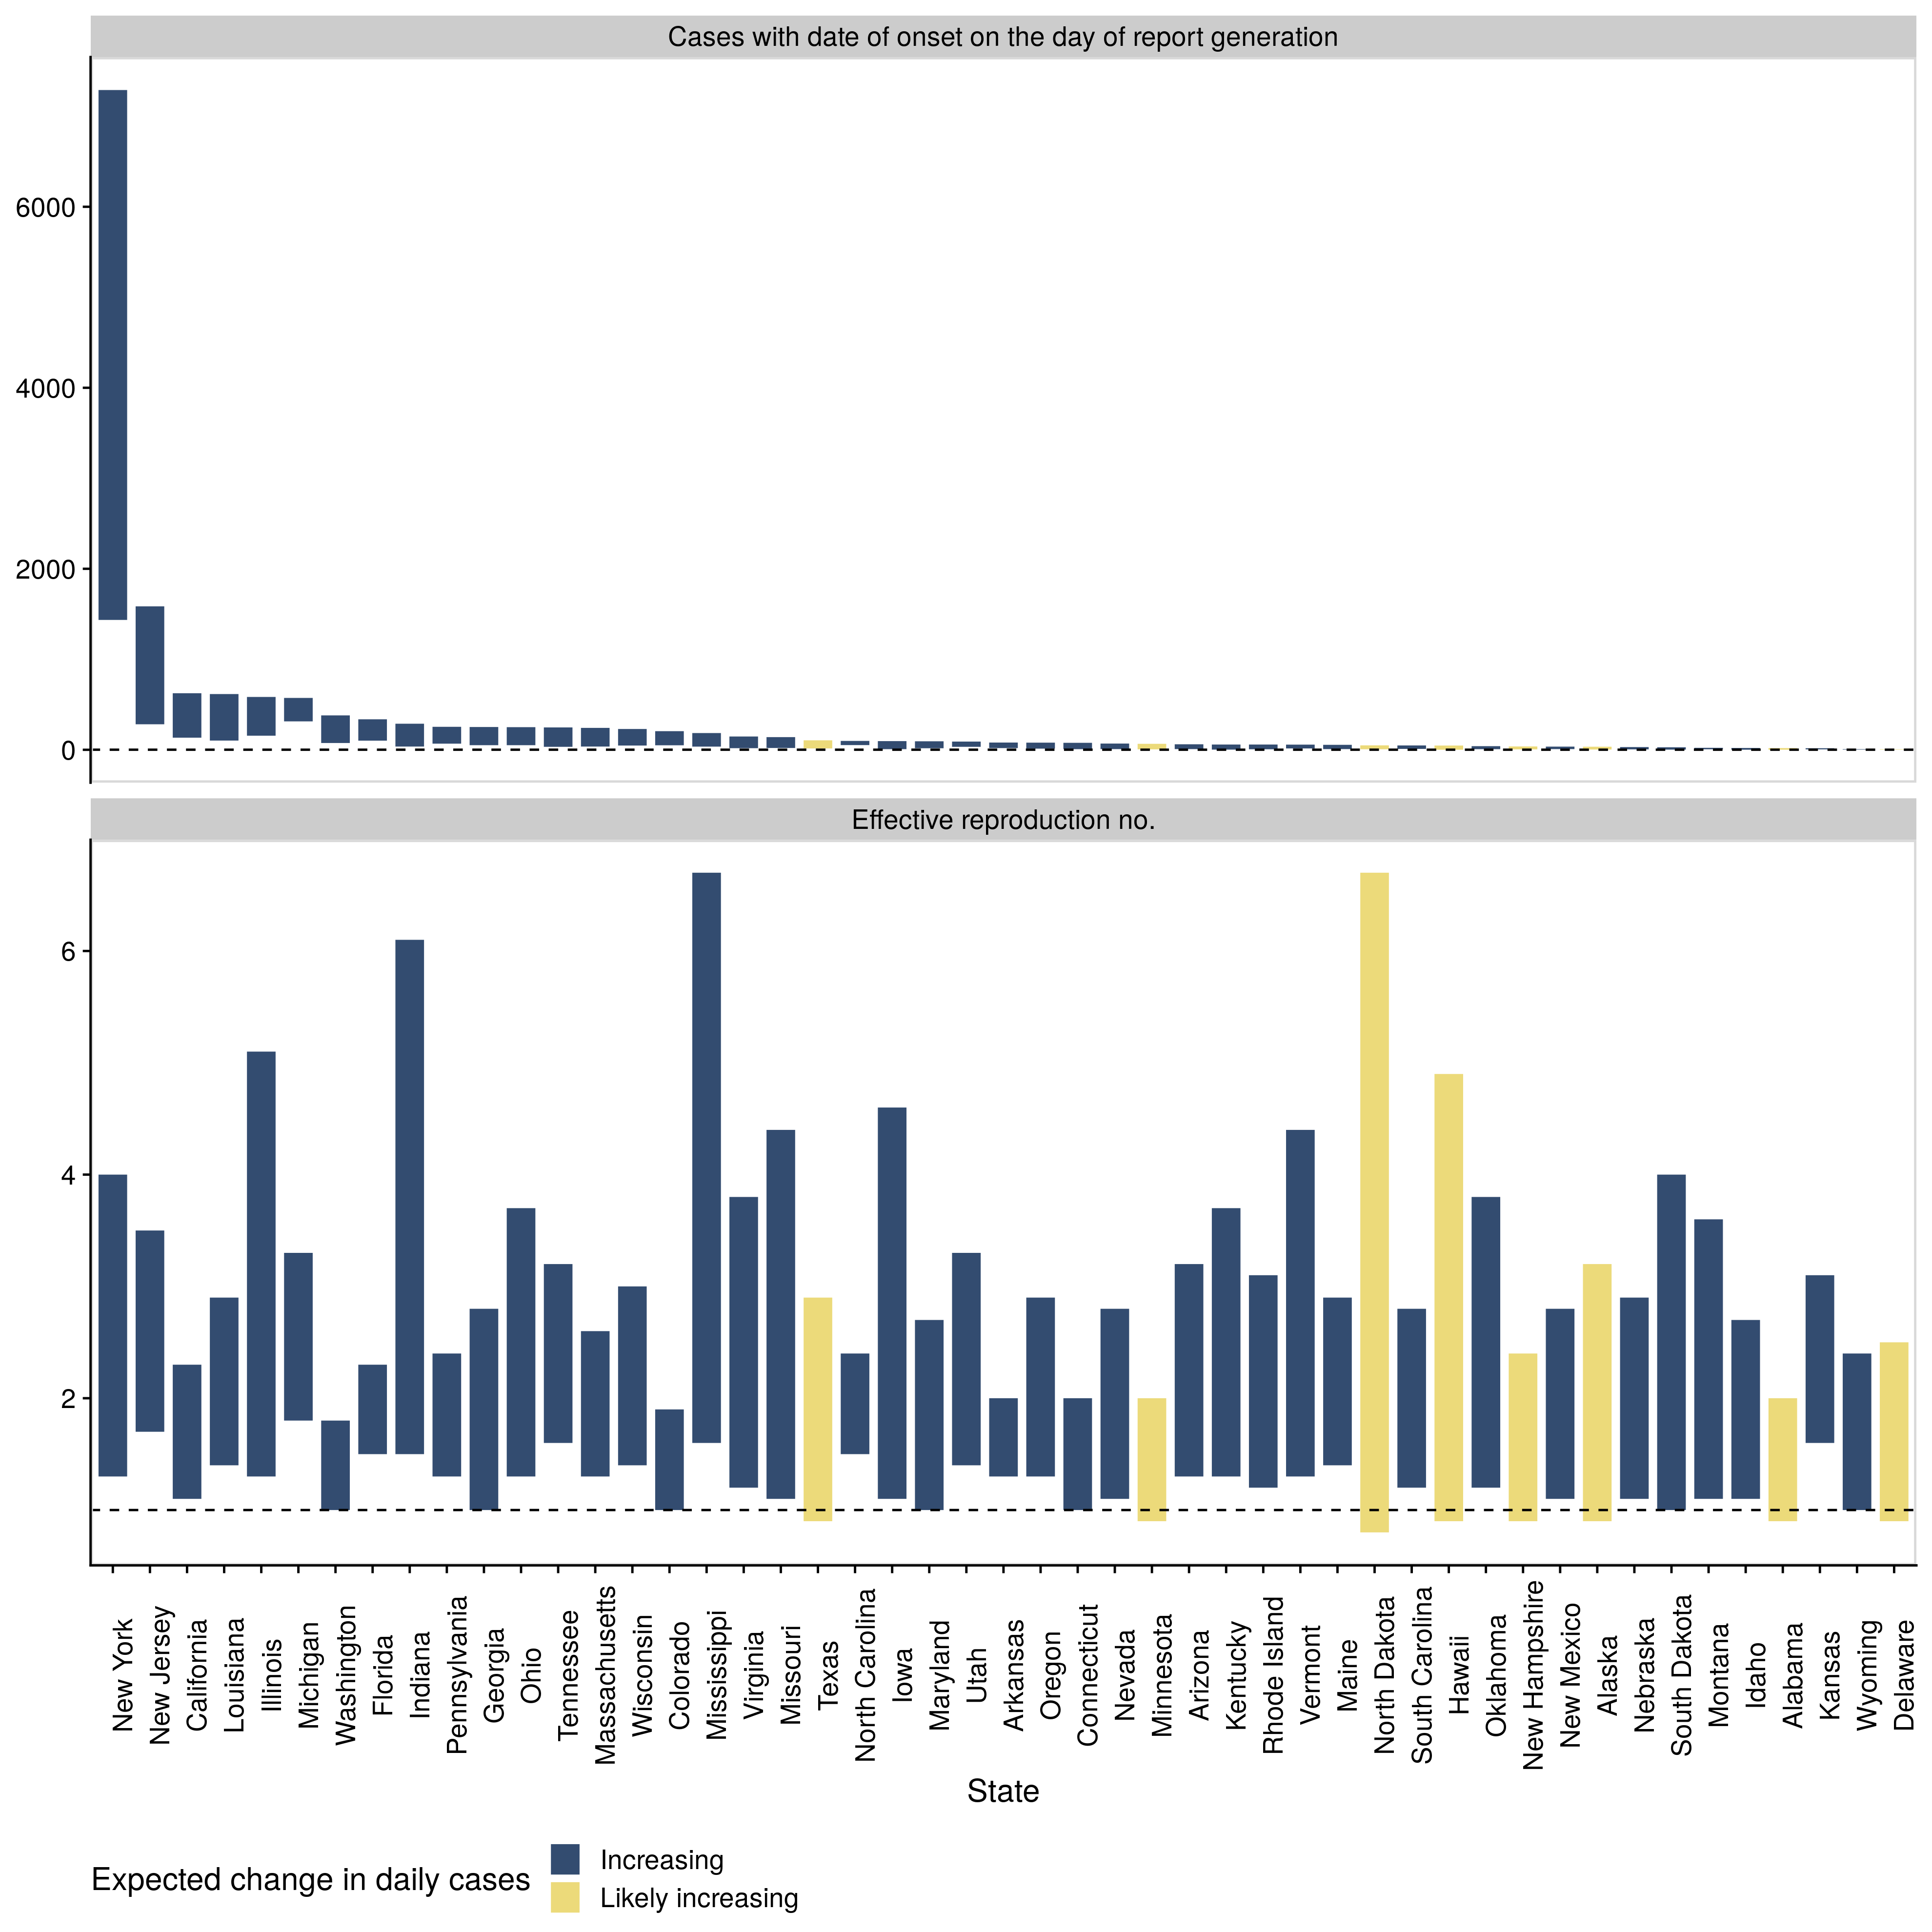 Cases with date of onset on the day of report generation
6000
4000
2000
0
Effective reproduction no.
6
4
2
New York
New Jersey
California
Louisiana
Illinois
Michigan
Washington
Florida
Indiana
Pennsylvania
Georgia
Ohio
Tennessee
Massachusetts
Wisconsin
Colorado
Mississippi
Virginia
Missouri
Texas
North Carolina
Iowa
Maryland
Utah
Arkansas
Oregon
Connecticut
Nevada
Minnesota
Arizona
Kentucky
Rhode Island
Vermont
Maine
North Dakota
South Carolina
Hawaii
Oklahoma
New Hampshire
New Mexico
Alaska
Nebraska
South Dakota
Montana
Idaho
Alabama
Kansas
Wyoming
Delaware
State
Expected change in daily cases
Increasing
Likely increasing